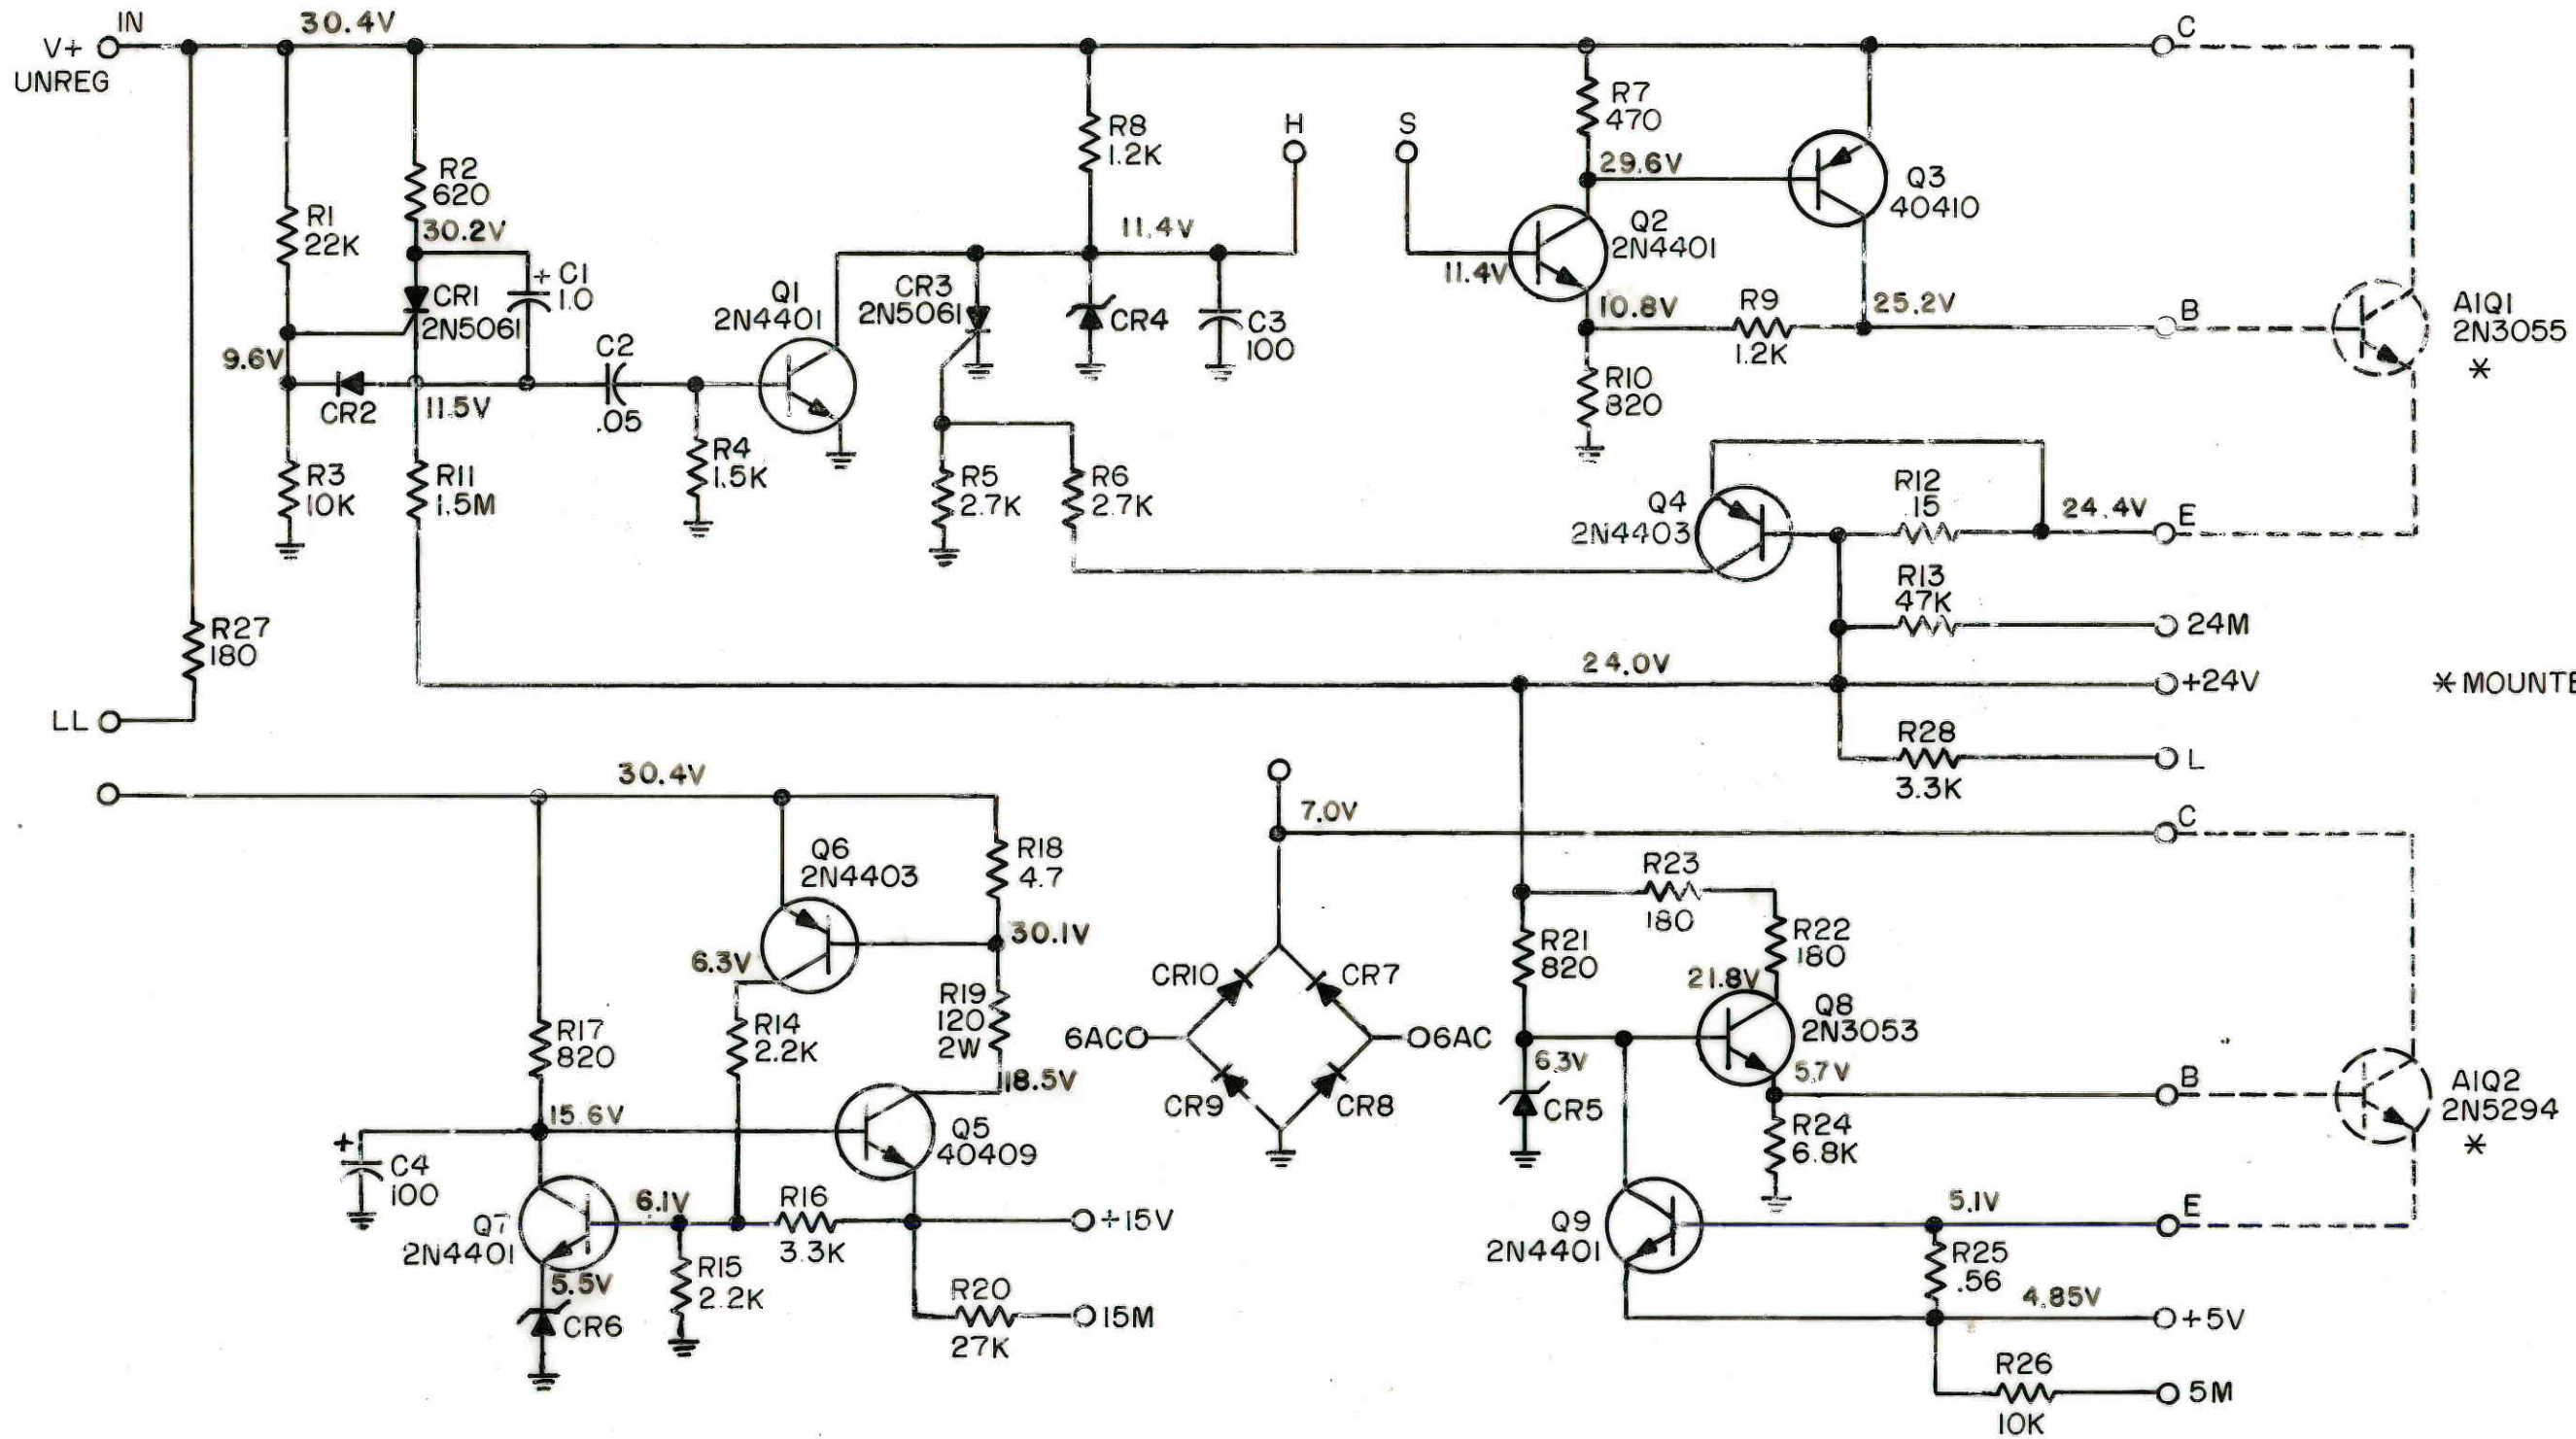 IN
V+
UNREG
30.4V
C
R1
22K
R2
620
30.2V
CR1
2N5061
+ C1
1.0
9.6V
CR2
11.5V
C2
.05
R3
10K
R11
1.5M
R4
1.5K
Q1
2N4401
CR3
2N5061
R8
1.2K
11.4V
CR4
C3
100
H
S
R5
2.7K
R6
2.7K
R7
470
29.6V
Q2
2N4401
11.4V
10.8V
R9
1.2K
R10
820
Q3
40410
25.2V
B
A1Q1
2N3055
*
Q4
2N4403
R12
.15
24.4V
E
R13
47K
24M
24.0V
+24V
* MOUNTE
R28
3.3K
L
R27
180
LL
30.4V
Q6
2N4403
R18
4.7
30.1V
6.3V
R14
2.2K
R19
120
2W
18.5V
R17
820
15.6V
+
C4
100
Q5
40409
Q7
2N4401
6.1V
R16
3.3K
+15V
5.5V
CR6
R15
2.2K
R20
27K
15M
7.0V
C
CR10
CR7
6AC
6AC
CR9
CR8
R23
180
R21
820
R22
180
21.8V
Q8
2N3053
6.3V
CR5
5.7V
B
R24
6.8K
A1Q2
2N5294
*
Q9
2N4401
5.1V
E
R25
.56
4.85V
+5V
R26
10K
5M